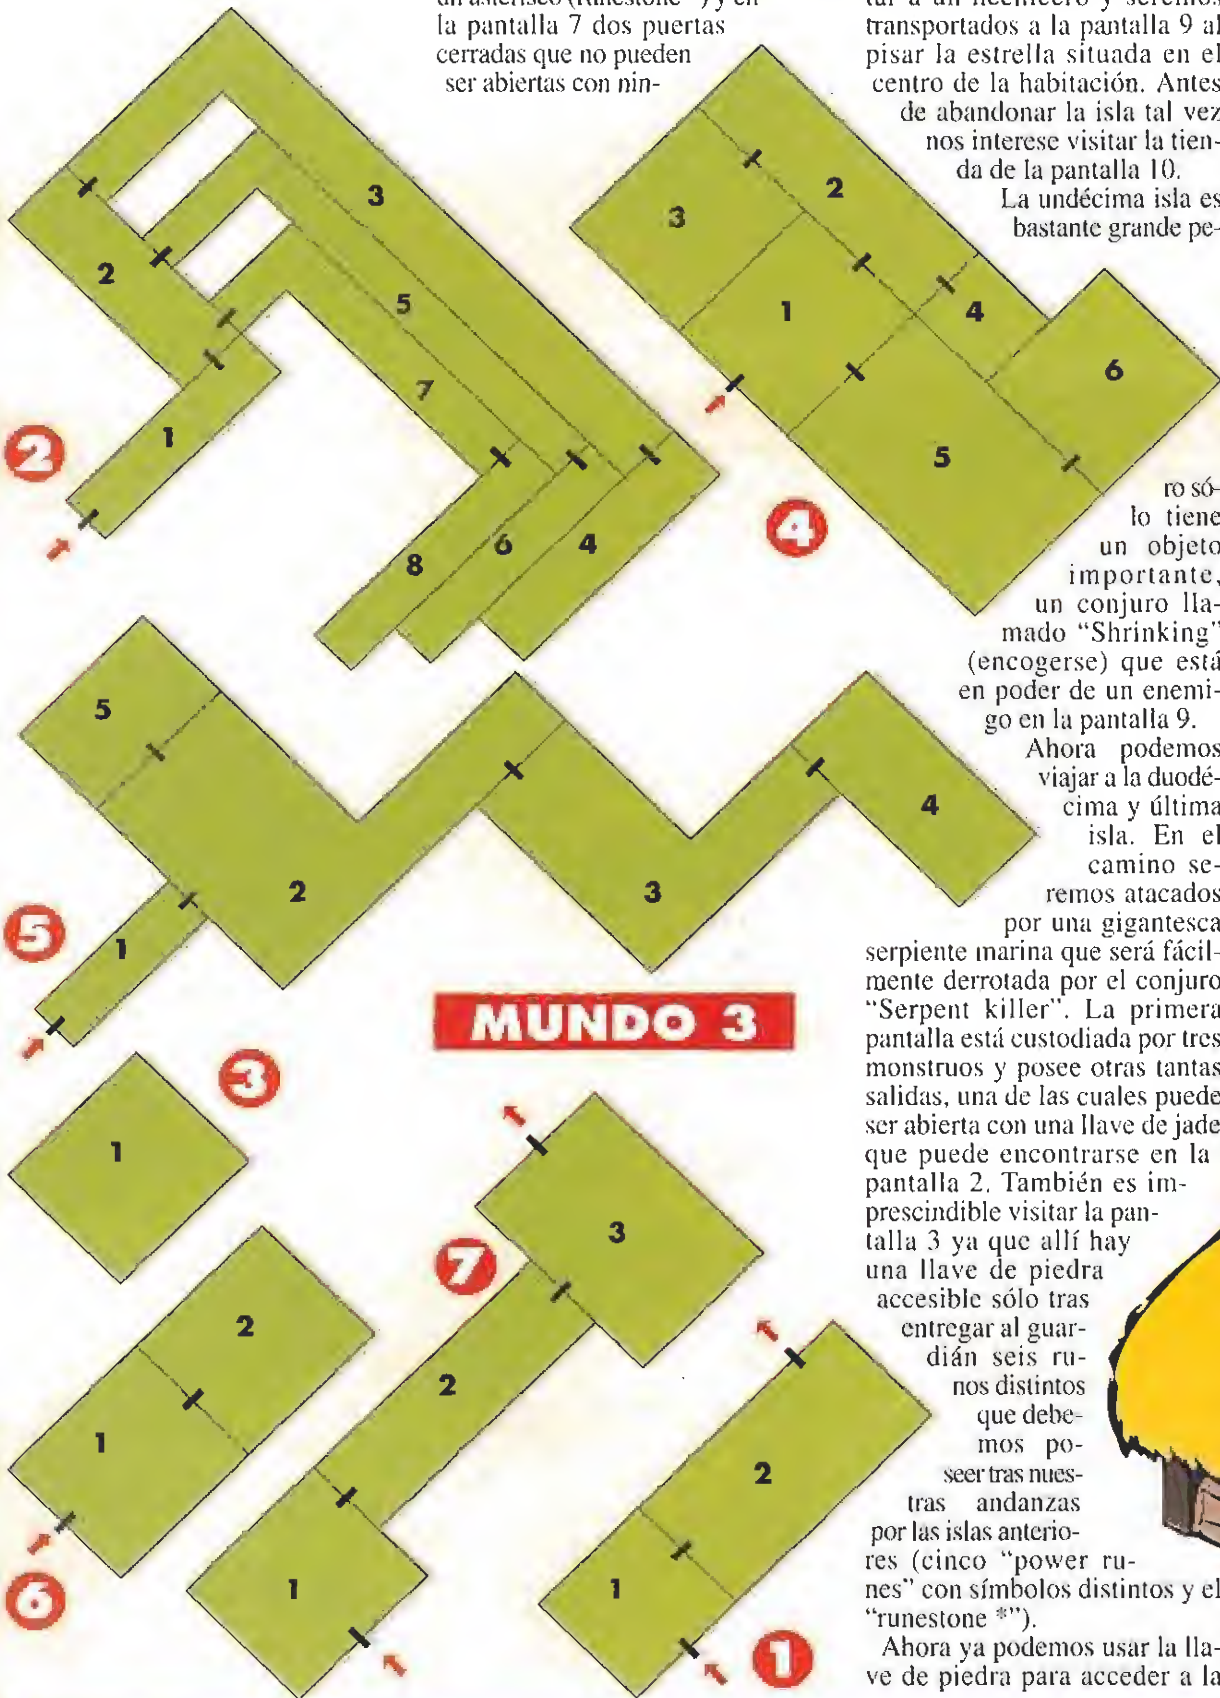 un asterisco (Runestone *) y en
la pantalla 7 dos puertas
cerradas que no pueden
ser abiertas con nin-
tar a un hechicero y seremos
transportados a la pantalla 9 al
pisar la estrella situada en el
centro de la habitación. Antes
de abandonar la isla tal vez
nos interese visitar la tien-
da de la pantalla 10.
La undécima isla es
bastante grande pe-
ro só-
lo tiene
un objeto
importante,
un conjuro lla-
mado “Shrinking”
(encogerse) que está
en poder de un enemi-
go en la pantalla 9.
Ahora podemos
viajar a la duodé-
cima y última
isla. En el
camino se-
remos atacados
por una gigantesca
serpiente marina que será fácil-
mente derrotada por el conjuro
“Serpent killer”. La primera
pantalla está custodiada por tres
monstruos y posee otras tantas
salidas, una de las cuales puede
ser abierta con una llave de jade
que puede encontrarse en la
pantalla 2. También es im-
prescindible visitar la pan-
talla 3 ya que allí hay
una llave de piedra
accesible sólo tras
entregar al guar-
dián seis ru-
nos distintos
que debe-
mos po-
seer tras nues-
tras andanzas
por las islas anterio-
res (cinco “power ru-
nes” con símbolos distintos y el
“runestone *”).
Ahora ya podemos usar la lla-
ve de piedra para acceder a la
MUNDO 3
2
1
2
3
5
7
8
6
4
4
3
2
1
4
6
5
5
5
1
2
3
4
3
1
6
1
2
7
3
2
1
1
2
1